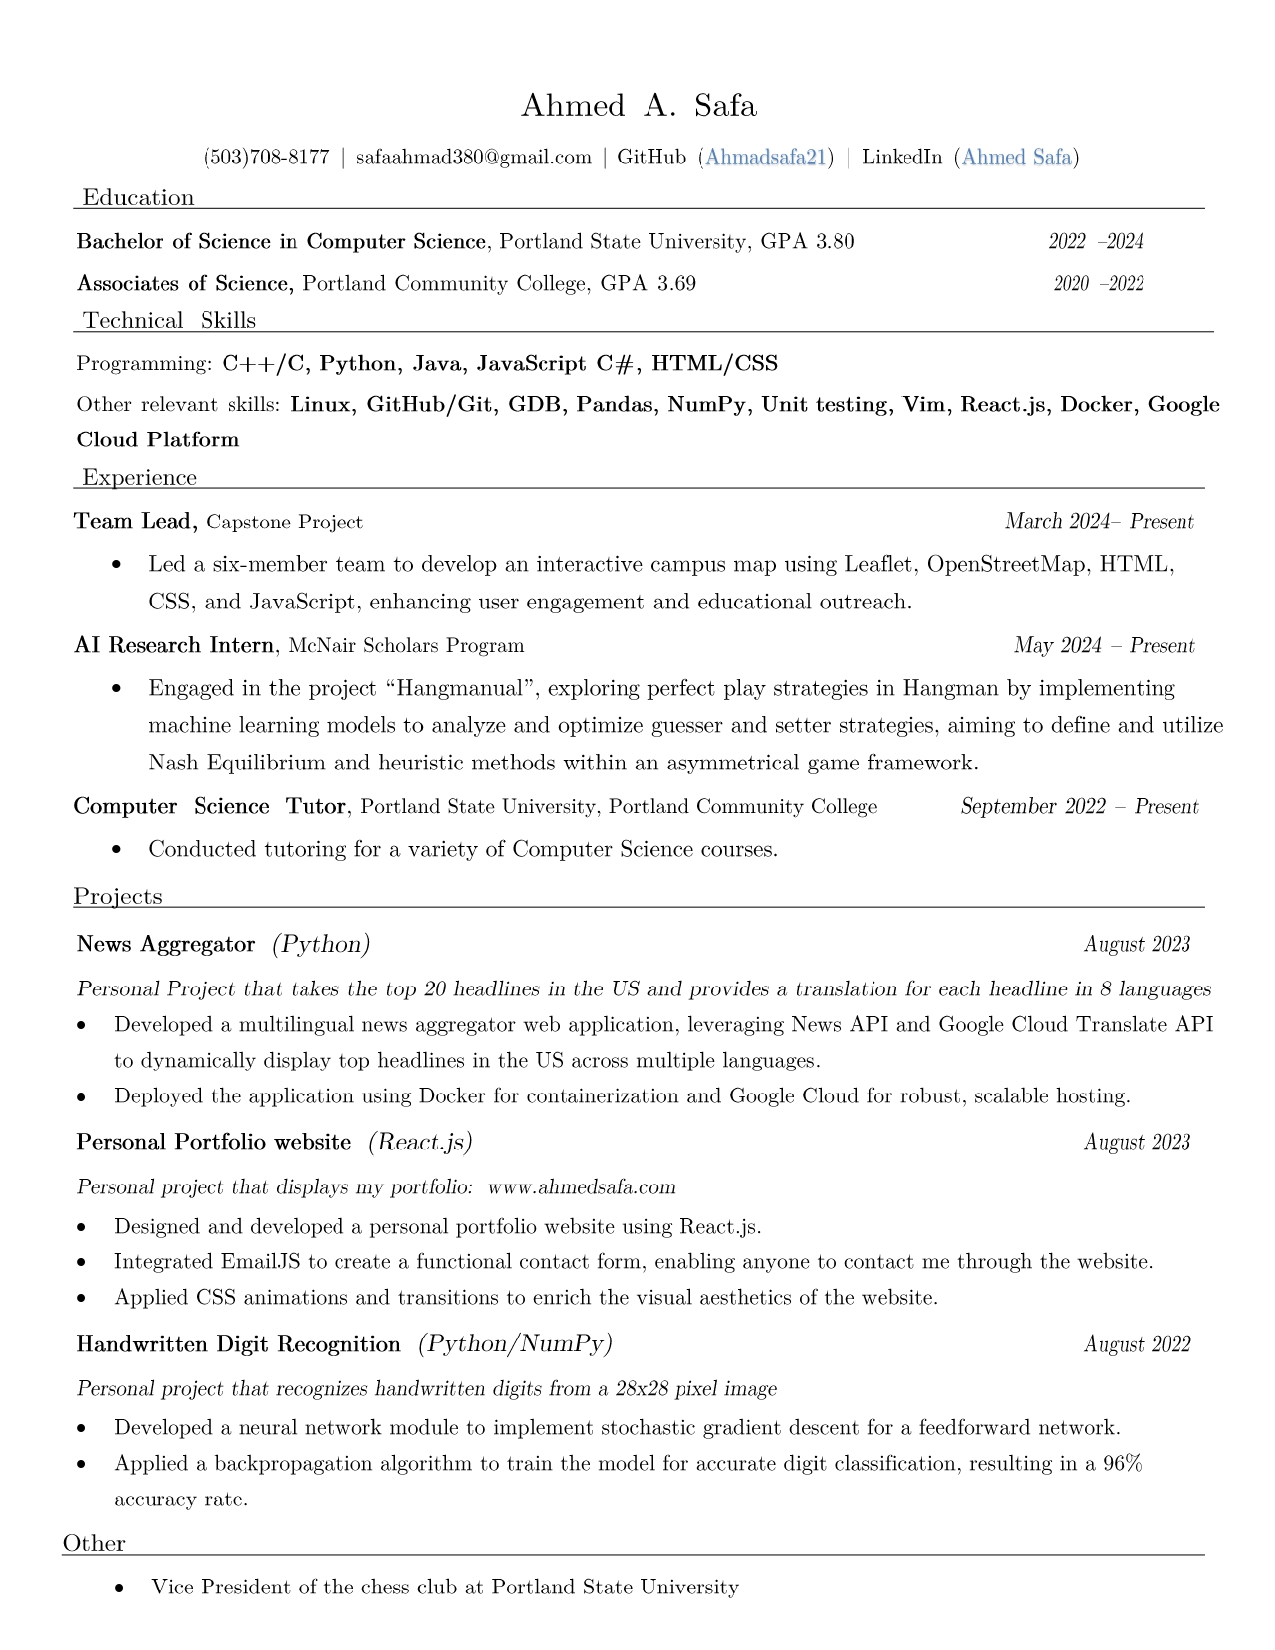 Ahmed A. Safa
(503)708-8177 | safaahmad380@gmail.com | GitHub (Ahmadsafa21) | LinkedIn (Ahmed Safa)
Education
Bachelor of Science in Computer Science, Portland State University, GPA 3.80 2022 –2024
Associates of Science, Portland Community College, GPA 3.69 2020 –2022
Technical Skills
Programming: C++/C, Python, Java, JavaScript C#, HTML/CSS
Other relevant skills: Linux, GitHub/Git, GDB, Pandas, NumPy, Unit testing, Vim, React.js, Docker, Google
Cloud Platform
Experience
Team Lead, Capstone Project March 2024– Present
• Led a six-member team to develop an interactive campus map using Leaflet, OpenStreetMap, HTML,
CSS, and JavaScript, enhancing user engagement and educational outreach.
AI Research Intern, McNair Scholars Program May 2024 – Present
• Engaged in the project “Hangmanual”, exploring perfect play strategies in Hangman by implementing
machine learning models to analyze and optimize guesser and setter strategies, aiming to define and utilize
Nash Equilibrium and heuristic methods within an asymmetrical game framework.
Computer Science Tutor, Portland State University, Portland Community College September 2022 – Present
• Conducted tutoring for a variety of Computer Science courses.
Projects
News Aggregator (Python) August 2023
Personal Project that takes the top 20 headlines in the US and provides a translation for each headline in 8 languages
• Developed a multilingual news aggregator web application, leveraging News API and Google Cloud Translate API
to dynamically display top headlines in the US across multiple languages.
• Deployed the application using Docker for containerization and Google Cloud for robust, scalable hosting.
Personal Portfolio website (React.js) August 2023
Personal project that displays my portfolio: www.ahmedsafa.com
• Designed and developed a personal portfolio website using React.js.
• Integrated EmailJS to create a functional contact form, enabling anyone to contact me through the website.
• Applied CSS animations and transitions to enrich the visual aesthetics of the website.
Handwritten Digit Recognition (Python/NumPy) August 2022
Personal project that recognizes handwritten digits from a 28x28 pixel image
• Developed a neural network module to implement stochastic gradient descent for a feedforward network.
• Applied a backpropagation algorithm to train the model for accurate digit classification, resulting in a 96%
accuracy rate.
Other
• Vice President of the chess club at Portland State University